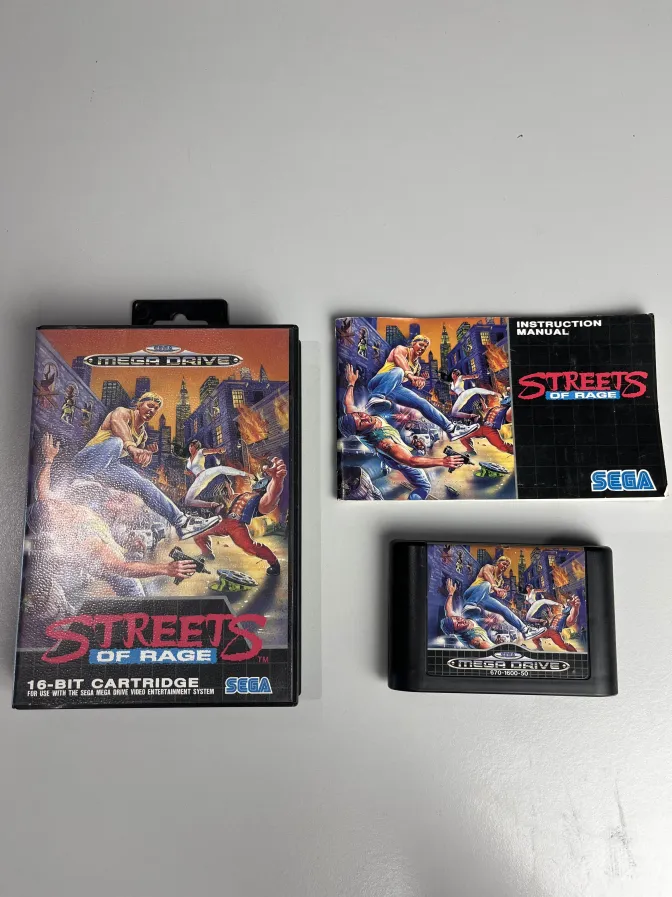 SEGA
MEGA DRIVE
STREETS
OF RAGE
TM
16-BIT CARTRIDGE
FOR USE WITH THE SEGA MEGA DRIVE VIDEO ENTERTAINMENT SYSTEM
SEGA
INSTRUCTION
MANUAL
STREETS
OF RAGE
SEGA
SEGA
MEGA DRIVE
670-1600-50